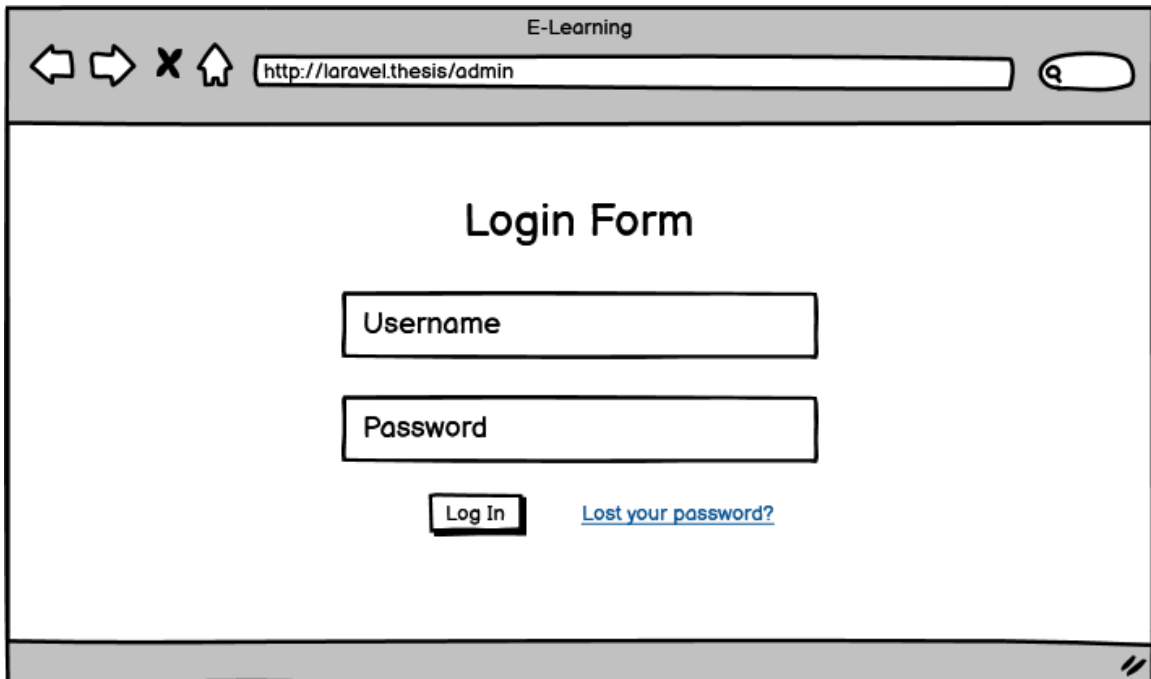 E-Learning
http://laravel.thesis/admin
Login Form
Username
Password
Log In Lost your password?